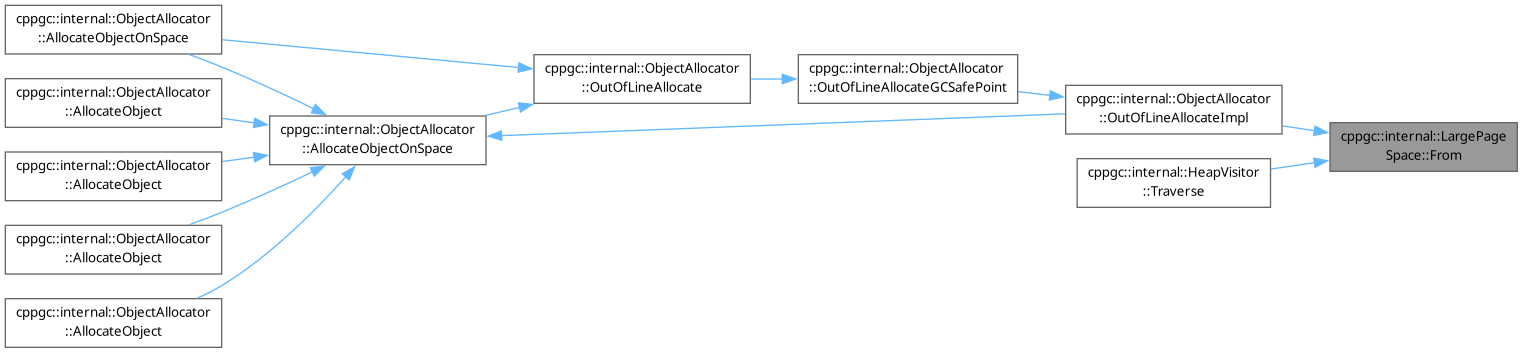 cppgc::internal::ObjectAllocator
::AllocateObjectOnSpace
cppgc::internal::ObjectAllocator
::AllocateObject
cppgc::internal::ObjectAllocator
::AllocateObject
cppgc::internal::ObjectAllocator
::AllocateObject
cppgc::internal::ObjectAllocator
::AllocateObject
cppgc::internal::ObjectAllocator
::AllocateObjectOnSpace
cppgc::internal::ObjectAllocator
::OutOfLineAllocate
cppgc::internal::ObjectAllocator
::OutOfLineAllocateGCSafePoint
cppgc::internal::ObjectAllocator
::OutOfLineAllocateImpl
cppgc::internal::HeapVisitor
::Traverse
cppgc::internal::LargePage
Space::From